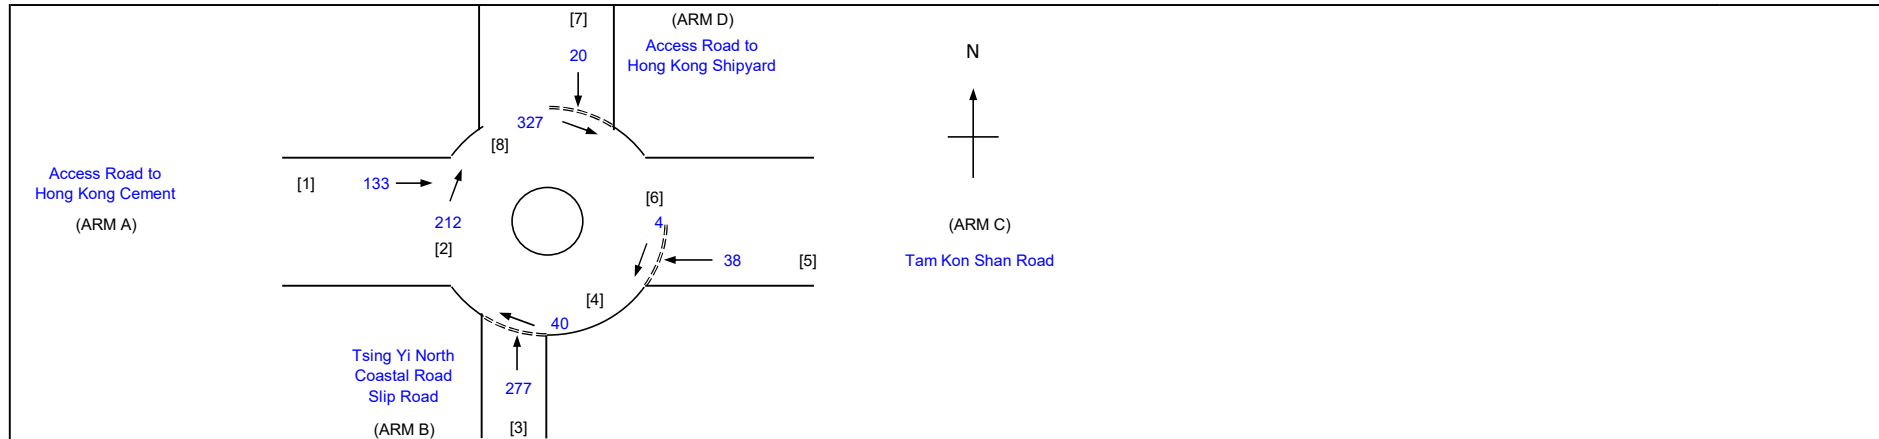 [7]
(ARM D)
20
Access Road to
Hong Kong Shipyard
N
327
[8]
Access Road to
Hong Kong Cement
(ARM A)
[1]
133
212
[2]
[6]
4
(ARM C)
38
[5]
Tam Kon Shan Road
[4]
40
Tsing Yi North
Coastal Road
Slip Road
277
(ARM B)
[3]